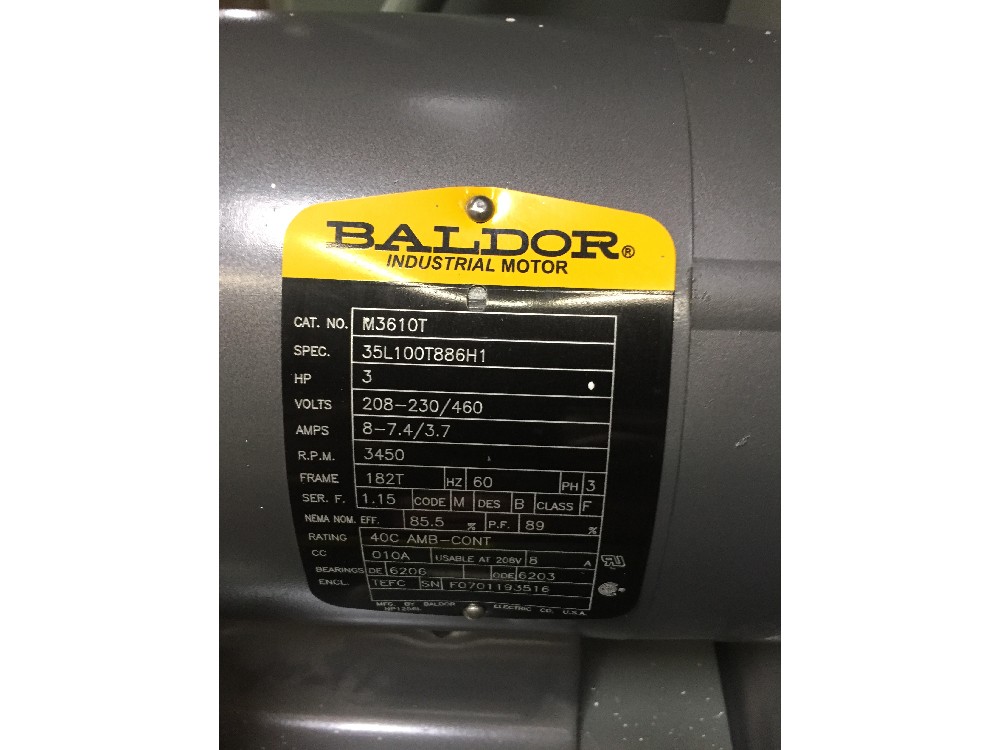 BALDOR®
INDUSTRIAL MOTOR
CAT. NO. M3610T
SPEC. 35L100T886H1
HP 3
VOLTS 208-230/460
AMPS 8-7.4/3.7
R.P.M. 3450
FRAME 182T HZ 60 PH 3
SER. F. 1.15 CODE M DES B CLASS F
NEMA NOM. EFF. 85.5 % P.F. 89 %
RATING 40C AMB-CONT
CC 010A USABLE AT 208V 8 A
BEARINGS DE 6206 ODE 6203
ENCL. TEFC SN F0701193516
MFG. BY BALDOR ELECTRIC CO. U.S.A.